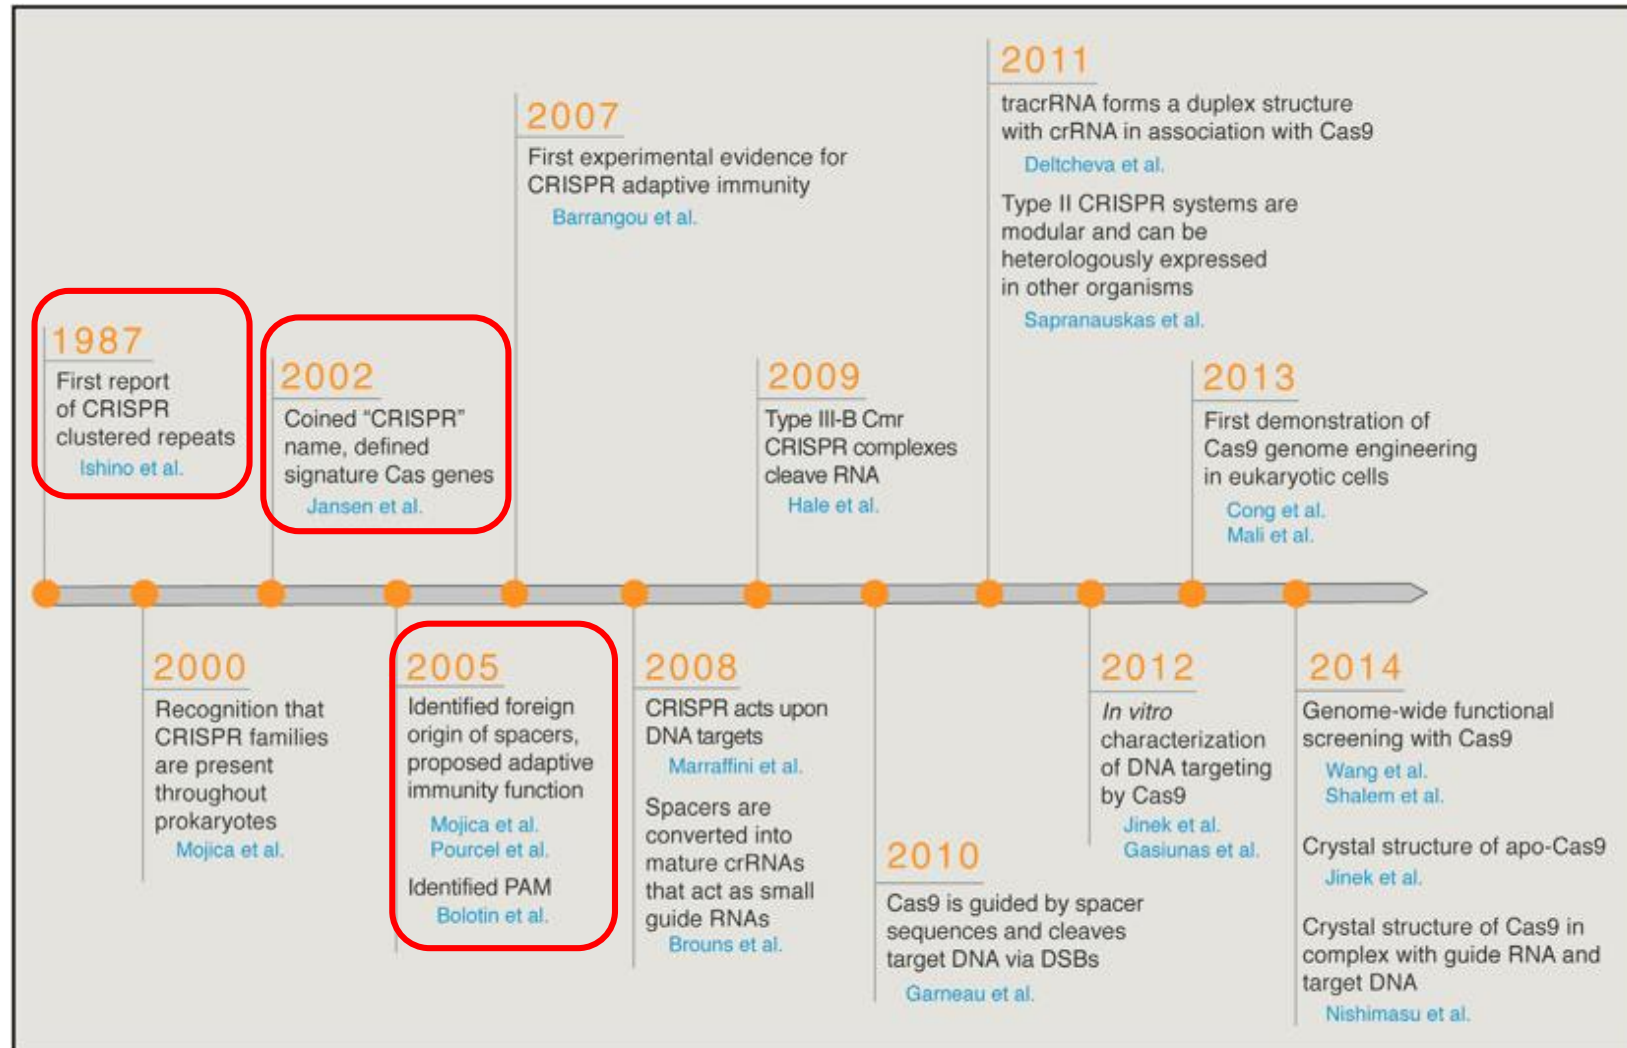 1987
First report
of CRISPR
clustered repeats
Ishino et al.
2000
Recognition that
CRISPR families
are present
throughout
prokaryotes
Mojica et al.
2002
Coined “CRISPR”
name, defined
signature Cas genes
Jansen et al.
2005
Identified foreign
origin of spacers,
proposed adaptive
immunity function
Mojica et al.
Pourcel et al.
Identified PAM
Bolotin et al.
2007
First experimental evidence for
CRISPR adaptive immunity
Barrangou et al.
2008
CRISPR acts upon
DNA targets
Marraffini et al.
Spacers are
converted into
mature crRNAs
that act as small
guide RNAs
Brouns et al.
2009
Type III-B Cmr
CRISPR complexes
cleave RNA
Hale et al.
2010
Cas9 is guided by spacer
sequences and cleaves
target DNA via DSBs
Garneau et al.
2011
tracrRNA forms a duplex structure
with crRNA in association with Cas9
Deltcheva et al.
Type II CRISPR systems are
modular and can be
heterologously expressed
in other organisms
Sapranauskas et al.
2012
In vitro
characterization
of DNA targeting
by Cas9
Jinek et al.
Gasiunas et al.
2013
First demonstration of
Cas9 genome engineering
in eukaryotic cells
Cong et al.
Mali et al.
2014
Genome-wide functional
screening with Cas9
Wang et al.
Shalem et al.
Crystal structure of apo-Cas9
Jinek et al.
Crystal structure of Cas9 in
complex with guide RNA and
target DNA
Nishimasu et al.